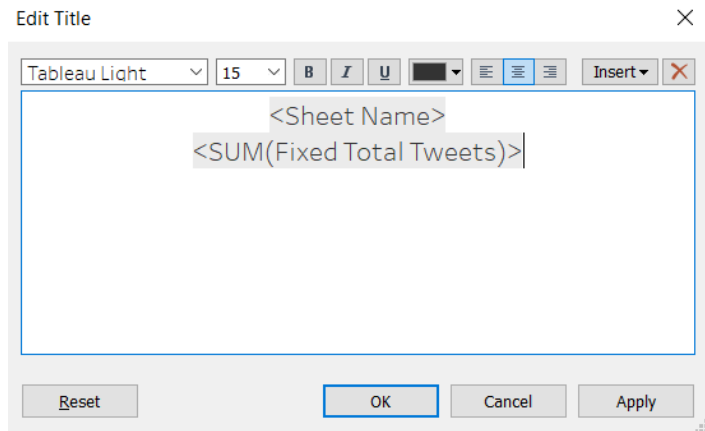 Edit Title
Tableau Light 15 B I U Insert
<Sheet Name>
<SUM(Fixed Total Tweets)>
Reset OK Cancel Apply